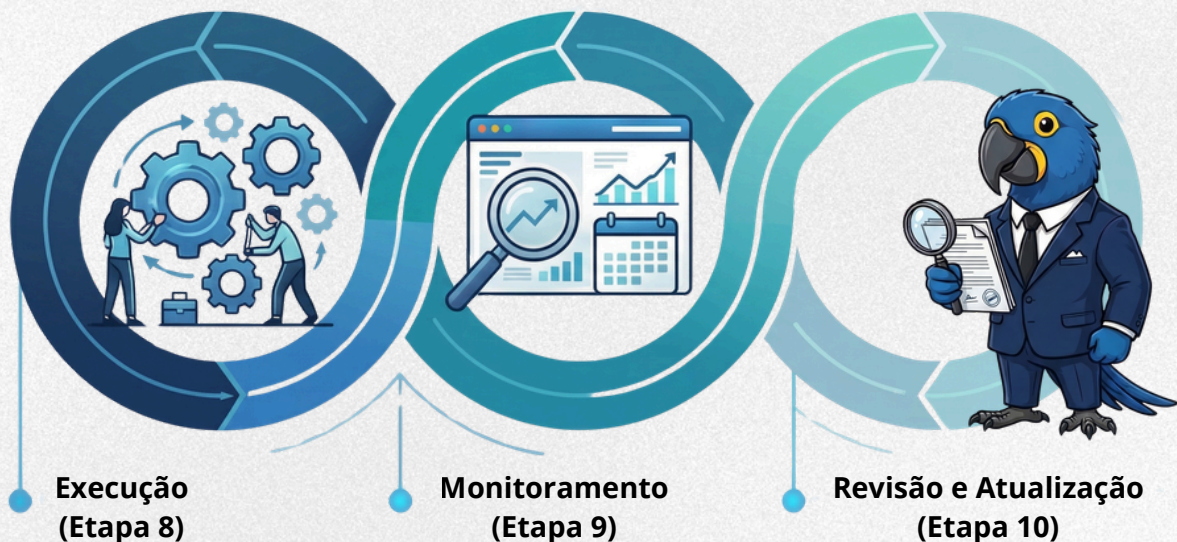 Execução
(Etapa 8)
Monitoramento
(Etapa 9)
Revisão e Atualização
(Etapa 10)